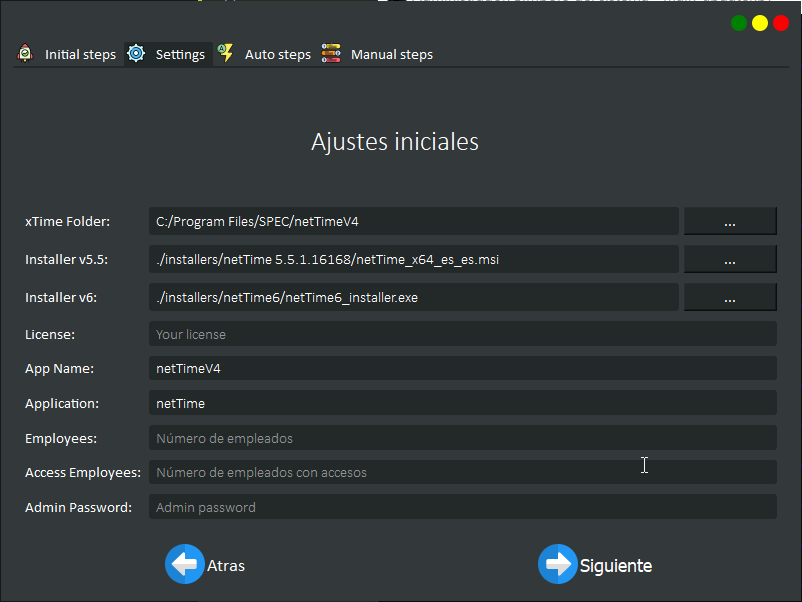 Initial steps Settings Auto steps Manual steps
Ajustes iniciales
xTime Folder: C:/Program Files/SPEC/netTimeV4 ...
Installer v5.5: ./installers/netTime 5.5.1.16168/netTime_x64_es_es.msi ...
Installer v6: ./installers/netTime6/netTime6_installer.exe ...
License: Your license
App Name: netTimeV4
Application: netTime
Employees: Número de empleados
Access Employees: Número de empleados con accesos
Admin Password: Admin password
Atras Siguiente